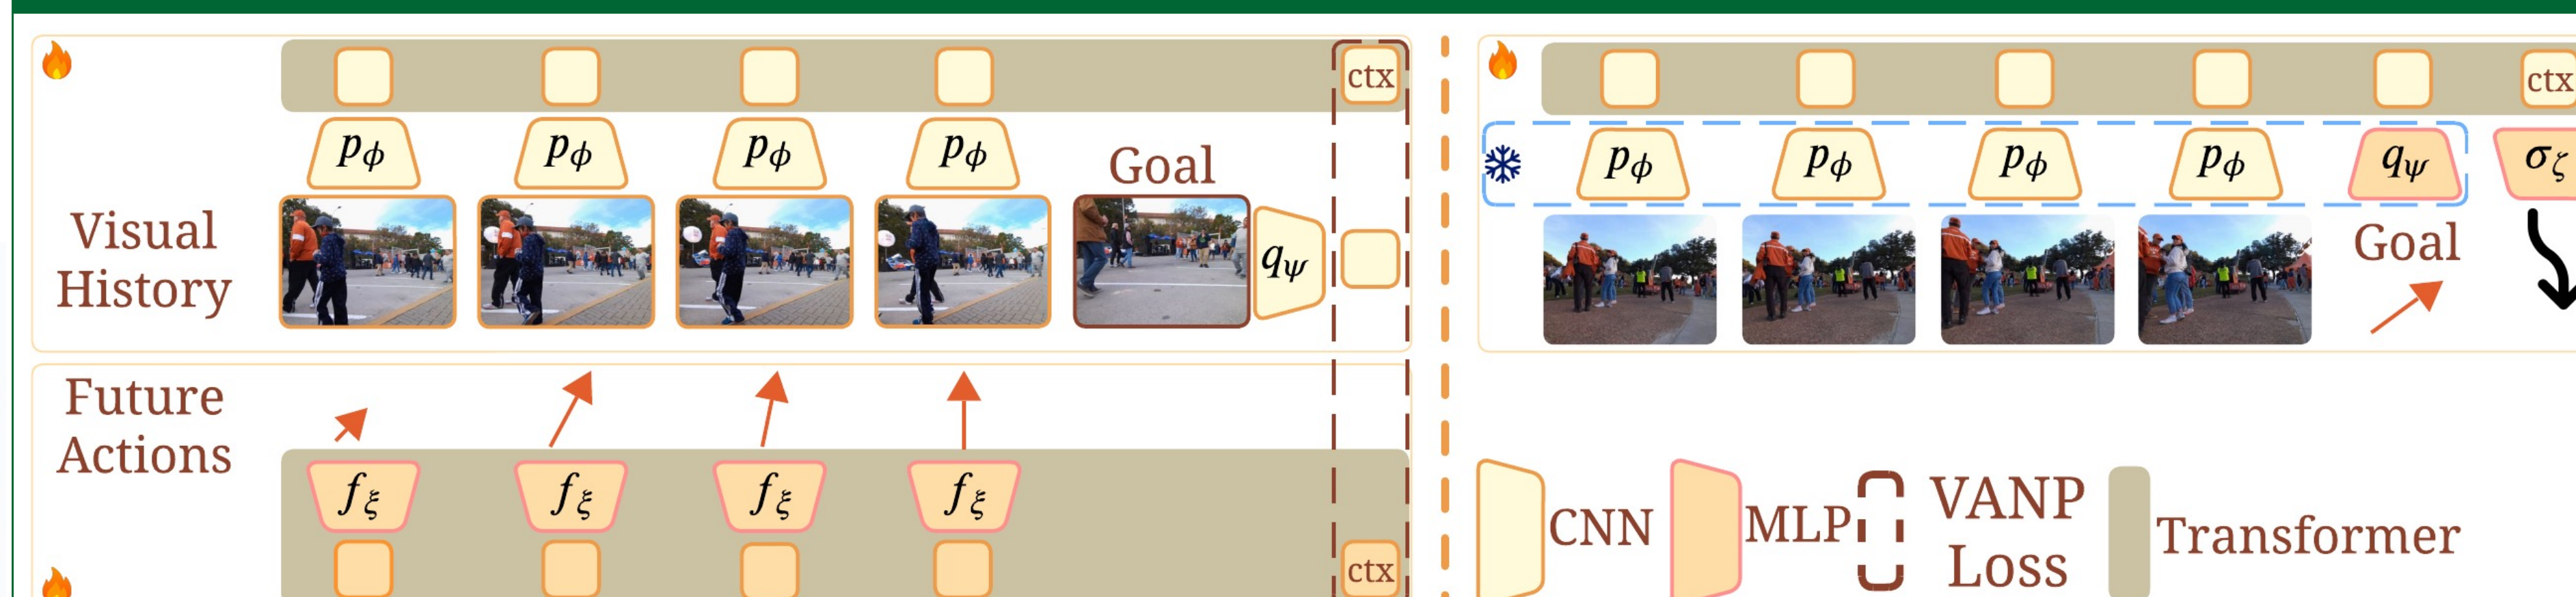 ctx
pϕ pϕ pϕ pϕ
Goal
Visual
History
qψ
Future
Actions
fξ fξ fξ fξ
ctx
ctx
pϕ pϕ pϕ pϕ qψ σζ
Goal
CNN
MLP
VANP
Loss
Transformer